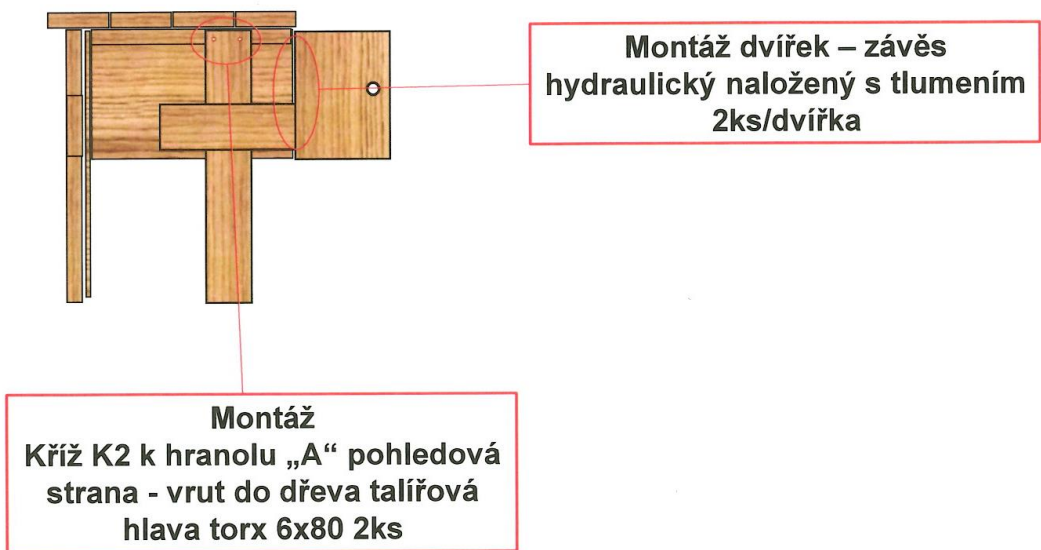 Montáž dvířek – závěs
hydraulický naložený s tlumením
2ks/dvířka
Montáž
Kříž K2 k hranolu „A“ pohledová
strana - vrut do dřeva talířová
hlava torx 6x80 2ks